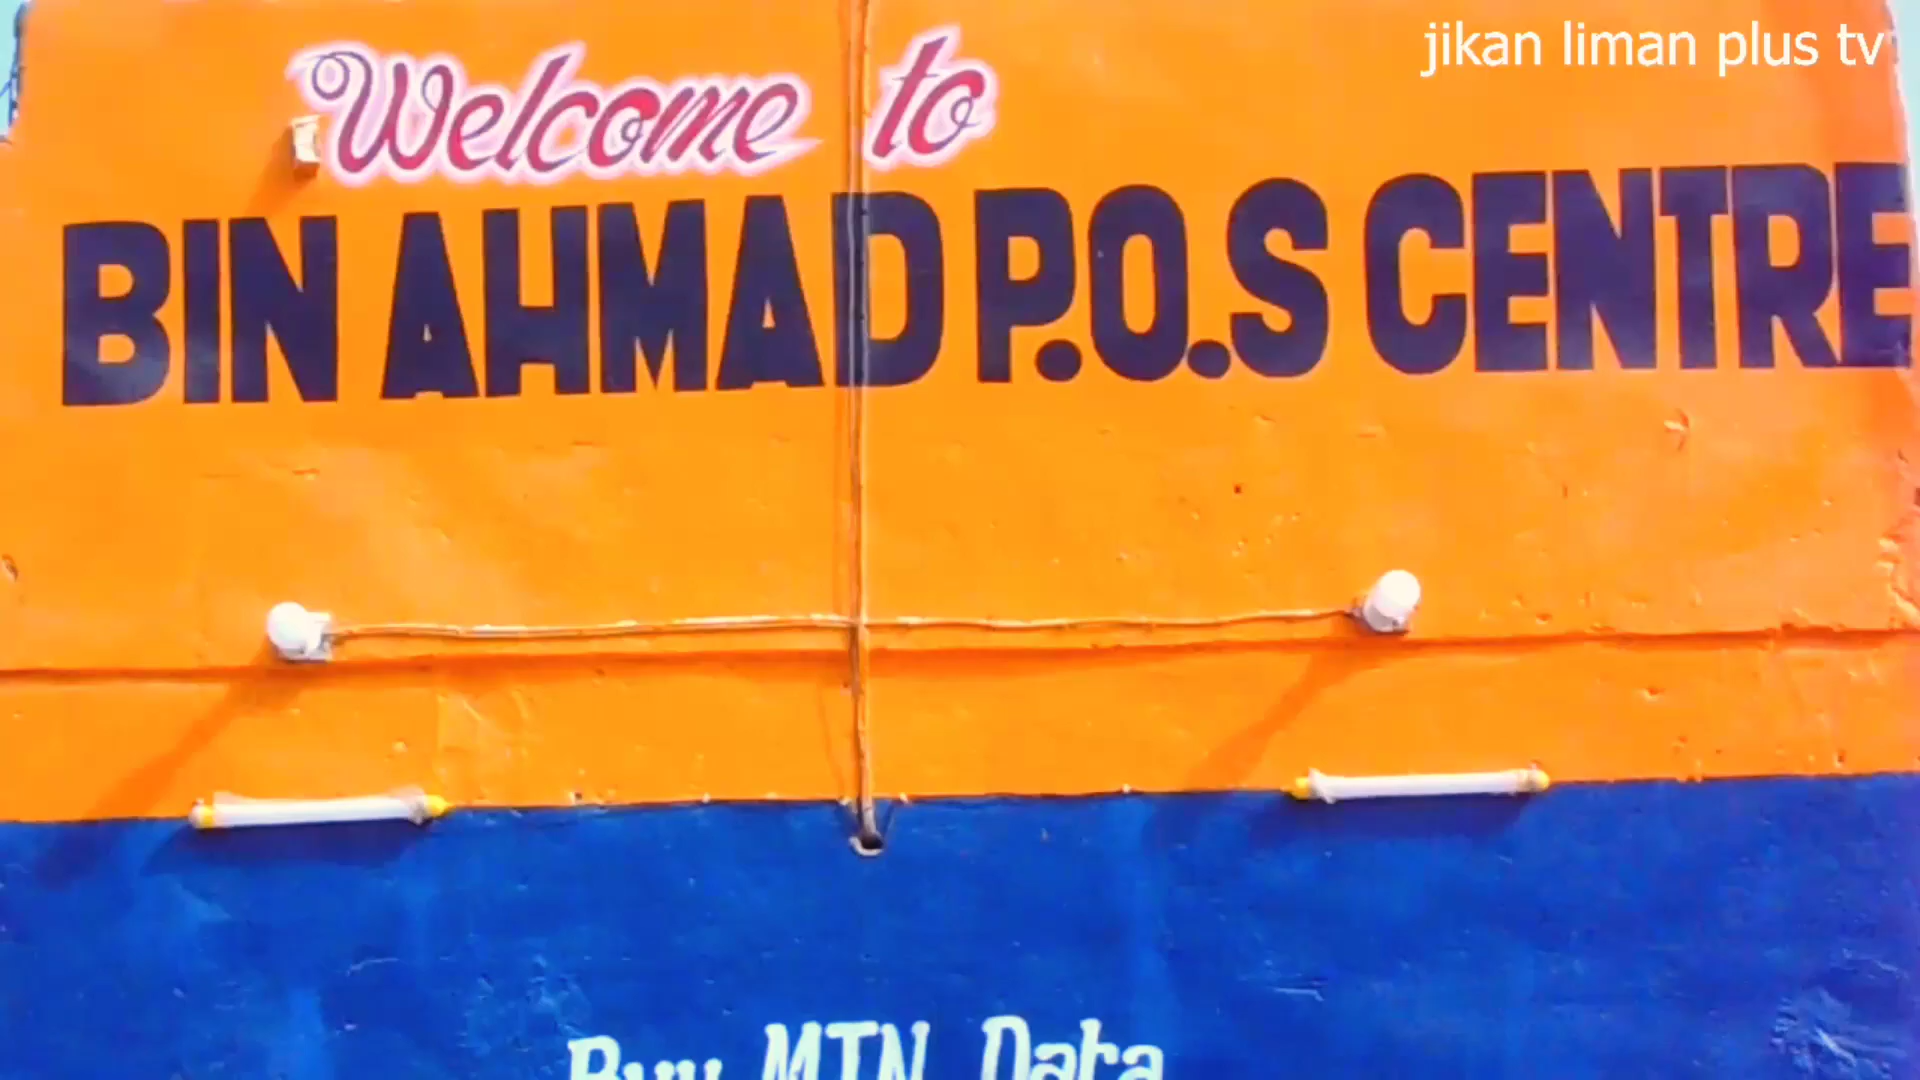 jikan liman plus tv
Welcome to
BIN AHMAD P.O.S CENTRE
Buy MTN Data